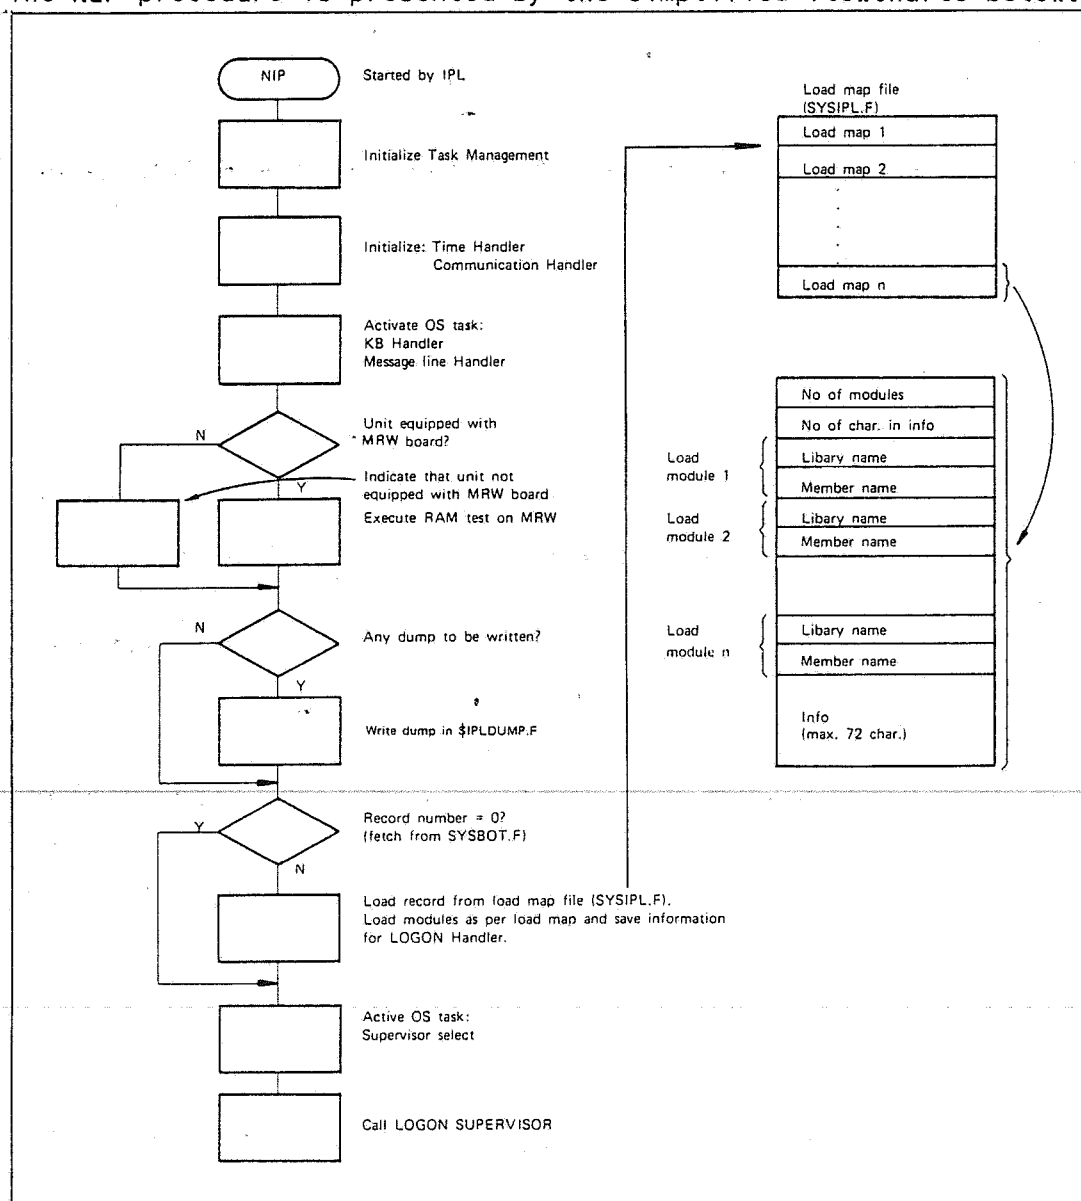 The NIP procedure is presented by the simplified flowcharts below.
NIP
Started by IPL
Initialize Task Management
Initialize: Time Handler
Communication Handler
Activate OS task:
KB Handler
Message line Handler
Unit equipped with
MRW board?
N
Y
Indicate that unit not
equipped with MRW board
Execute RAM test on MRW
Any dump to be written?
N
Y
Write dump in $IPLDUMP.F
Record number = 0?
(fetch from SYSBOT.F)
Y
N
Load record from load map file (SYSIPL.F).
Load modules as per load map and save information
for LOGON Handler.
Active OS task:
Supervisor select
Call LOGON SUPERVISOR
Load map file
(SYSIPL.F)
Load map 1
Load map 2
Load map n
No of modules
No of char. in info
Load
module 1
Libary name
Member name
Load
module 2
Libary name
Member name
Load
module n
Libary name
Member name
Info
(max. 72 char.)